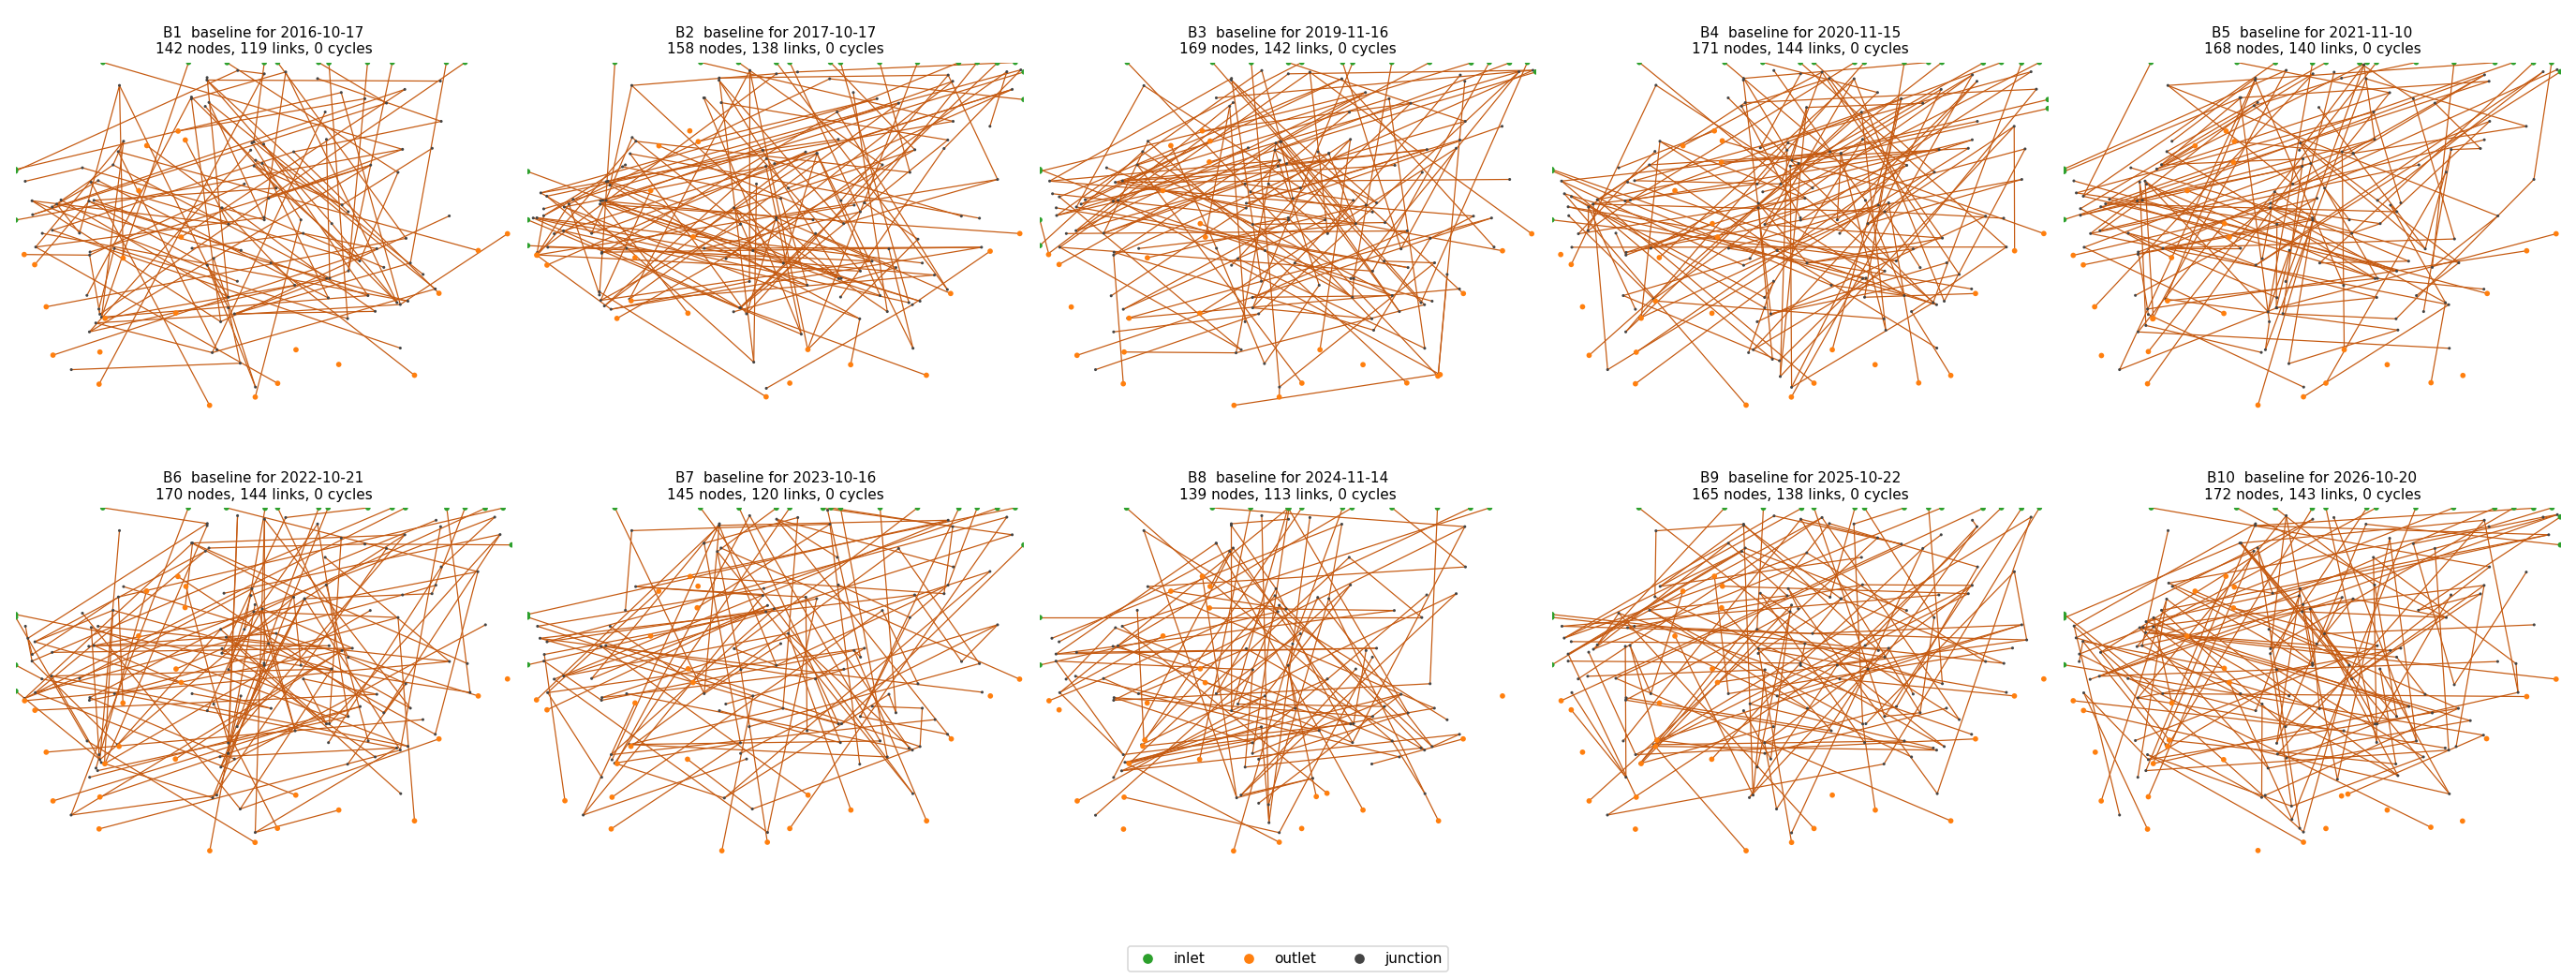 B1  baseline for 2016-10-17
142 nodes, 119 links, 0 cycles
B2  baseline for 2017-10-17
158 nodes, 138 links, 0 cycles
B3  baseline for 2019-11-16
169 nodes, 142 links, 0 cycles
B4  baseline for 2020-11-15
171 nodes, 144 links, 0 cycles
B5  baseline for 2021-11-10
168 nodes, 140 links, 0 cycles
B6  baseline for 2022-10-21
170 nodes, 144 links, 0 cycles
B7  baseline for 2023-10-16
145 nodes, 120 links, 0 cycles
B8  baseline for 2024-11-14
139 nodes, 113 links, 0 cycles
B9  baseline for 2025-10-22
165 nodes, 138 links, 0 cycles
B10  baseline for 2026-10-20
172 nodes, 143 links, 0 cycles
inlet
outlet
junction